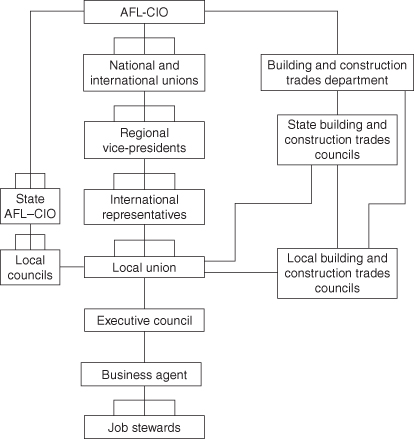 AFL-CIO
National and
international unions
Building and construction
trades department
Regional
vice-presidents
State building and
construction trades
councils
State
AFL–CIO
International
representatives
Local
councils
Local union
Local building and
construction trades
councils
Executive council
Business agent
Job stewards